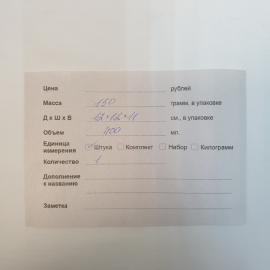 Цена рублей
Масса 150 грамм, в упаковке
Д х Ш х В 12*12*11 см., в упаковке
Объем 400 мл.
Единица измерения Штука Комплект Набор Килограмм
Количество 1
Дополнение к названию
Заметка